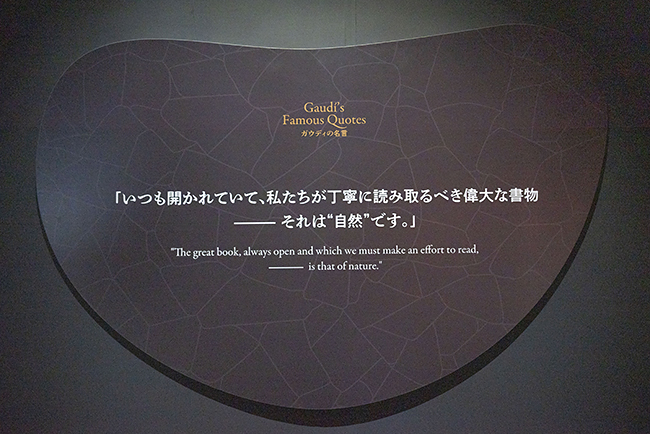 Gaudí's
Famous Quotes
ガウディの名言
「いつも開かれていて、私たちが丁寧に読み取るべき偉大な書物
—— それは“自然”です。」
"The great book, always open and which we must make an effort to read,
—— is that of nature."